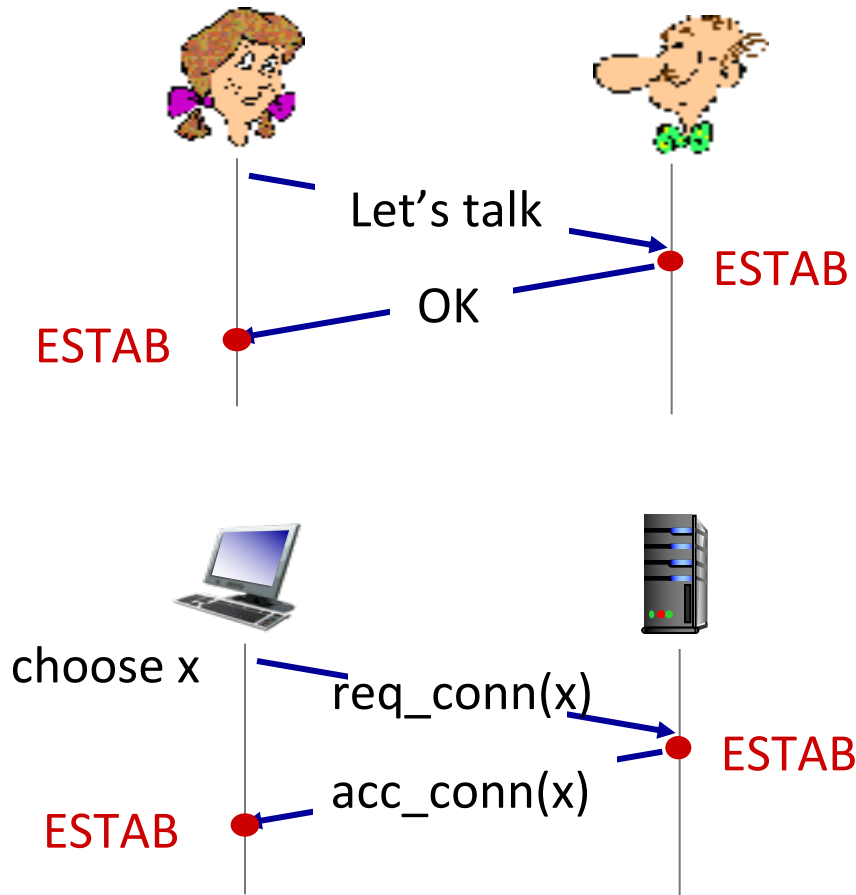 Let’s talk
ESTAB
OK
ESTAB
choose x
req_conn(x)
ESTAB
acc_conn(x)
ESTAB